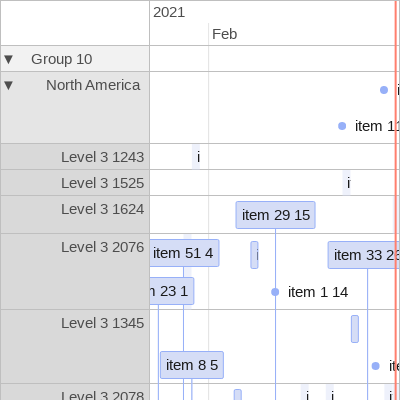 2021
Feb
▼ Group 10
▼ North America
i
item 11
Level 3 1243
i
Level 3 1525
i
Level 3 1624
item 29 15
Level 3 2076
item 51 4
i
item 33 23
23 1
item 1 14
Level 3 1345
item 8 5
ite
Level 3 2078
i
i
i